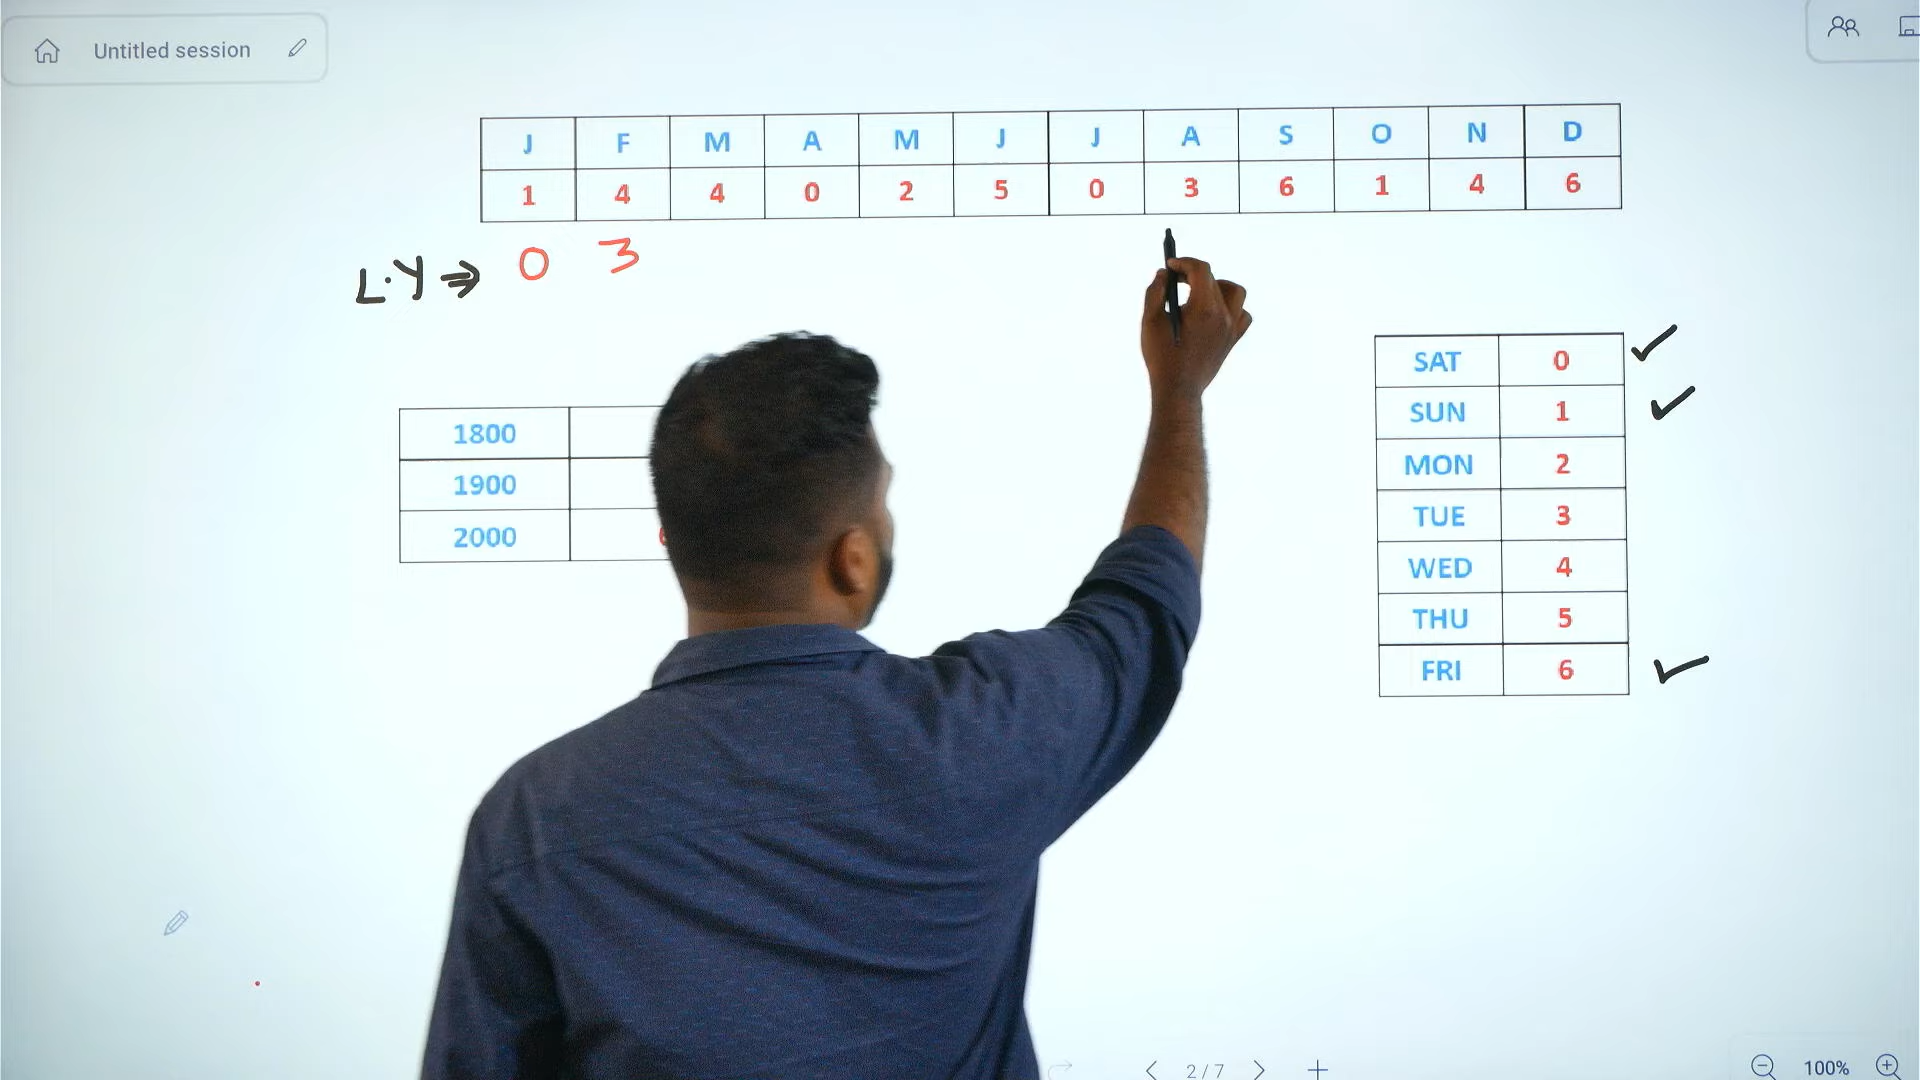 Untitled session
J F M A M J J A S O N D
1 4 4 0 2 5 0 3 6 1 4 6
L.Y ⇒ 0 3
1800
1900
2000
SAT 0
SUN 1
MON 2
TUE 3
WED 4
THU 5
FRI 6
2/7
100%